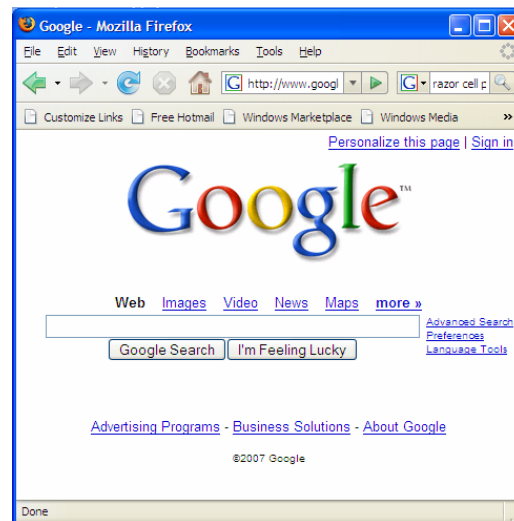 Google - Mozilla Firefox
File Edit View History Bookmarks Tools Help
G http://www.googl G razor cell p
Customize Links Free Hotmail Windows Marketplace Windows Media »
Personalize this page | Sign in
Google™
Web Images Video News Maps more »
Advanced Search
Preferences
Language Tools
Google Search I'm Feeling Lucky
Advertising Programs - Business Solutions - About Google
©2007 Google
Done